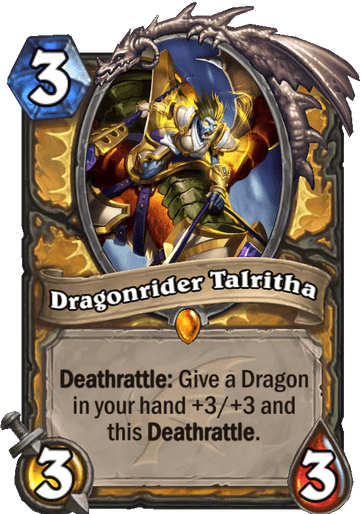 3
Dragonrider Talritha
Deathrattle: Give a Dragon
in your hand +3/+3 and
this Deathrattle.
3
3